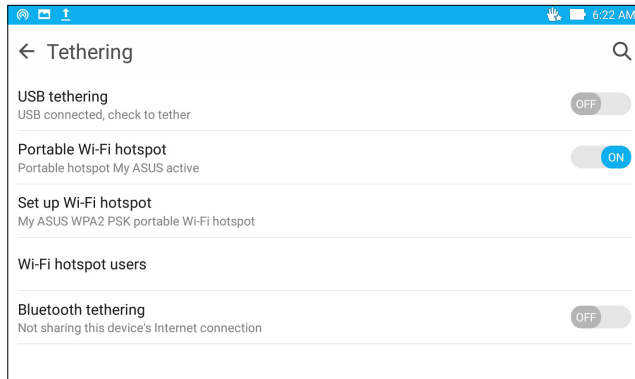 6:22 AM
Tethering
USB tethering
USB connected, check to tether
OFF
Portable Wi-Fi hotspot
Portable hotspot My ASUS active
ON
Set up Wi-Fi hotspot
My ASUS WPA2 PSK portable Wi-Fi hotspot
Wi-Fi hotspot users
Bluetooth tethering
Not sharing this device's Internet connection
OFF